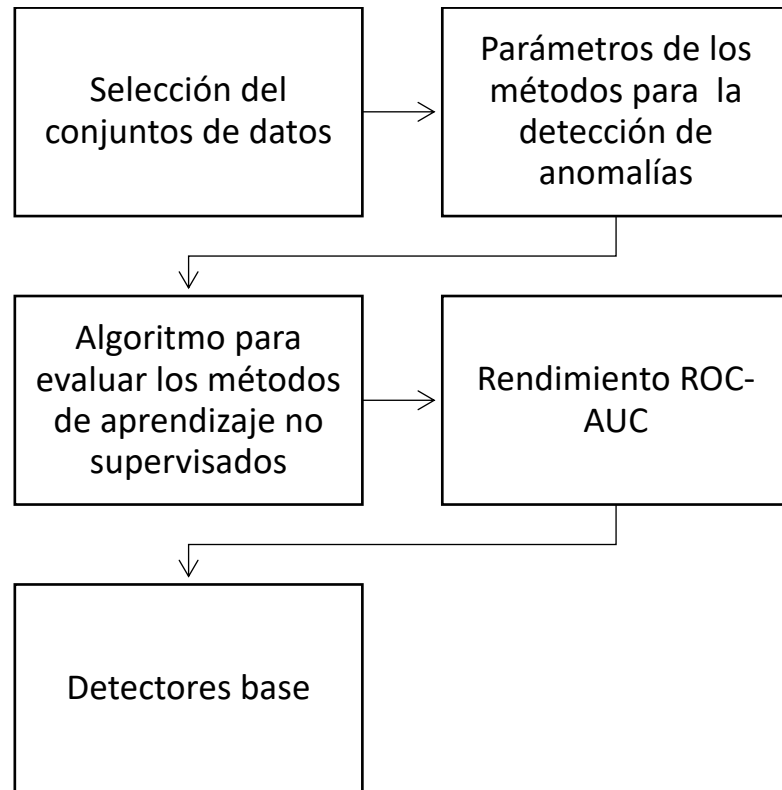 Selección del
conjuntos de datos
Parámetros de los
métodos para  la
detección de
anomalías
Algoritmo para
evaluar los métodos
de aprendizaje no
supervisados
Rendimiento ROC-
AUC
Detectores base